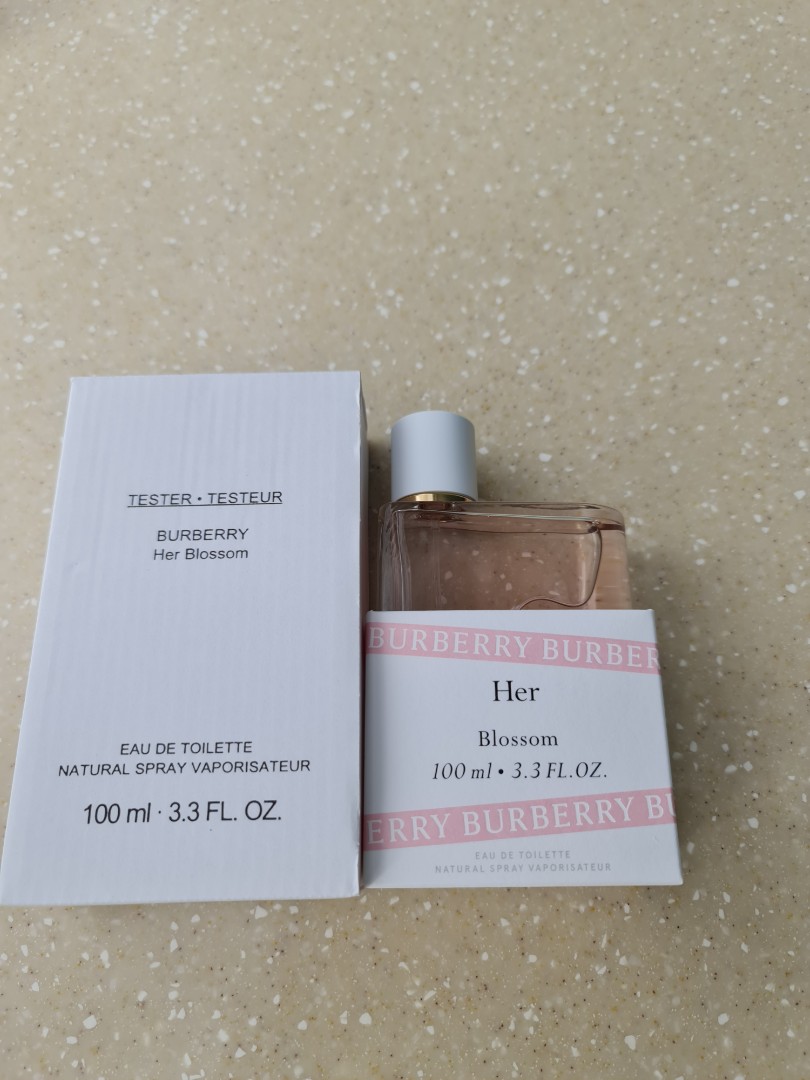 TESTER • TESTEUR
BURBERRY
Her Blossom
EAU DE TOILETTE
NATURAL SPRAY VAPORISATEUR
100 ml · 3.3 FL. OZ.
BURBERRY BURBER
Her
Blossom
100 ml • 3.3 FL.OZ.
ERRY BURBERRY BU
EAU DE TOILETTE
NATURAL SPRAY VAPORISATEUR